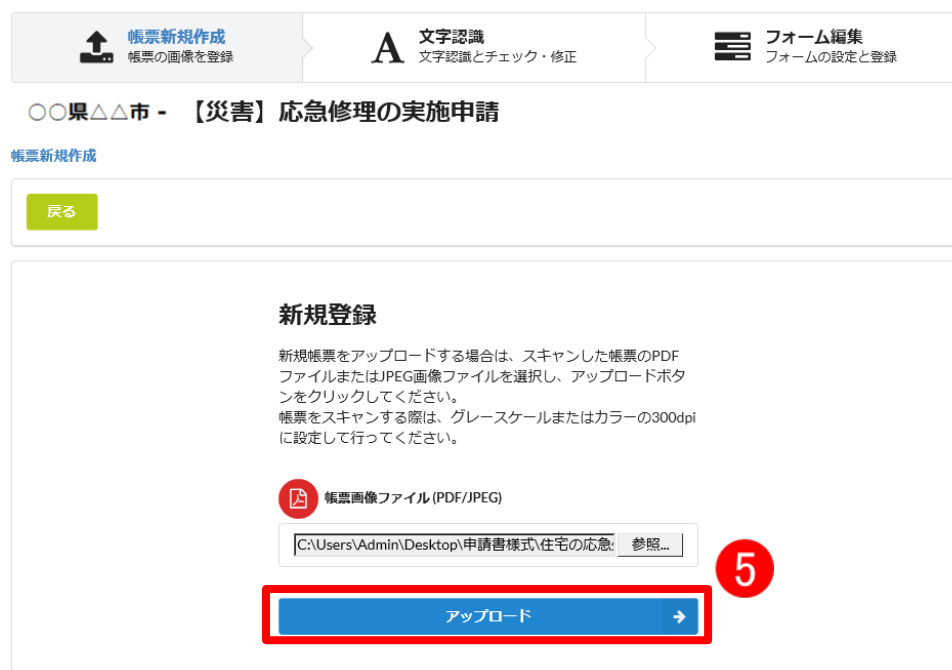 帳票新規作成
帳票の画像を登録
文字認識
文字認識とチェック・修正
フォーム編集
フォームの設定と登録
○○県△△市 - 【災害】応急修理の実施申請
帳票新規作成
戻る
新規登録
新規帳票をアップロードする場合は、スキャンした帳票のPDF
ファイルまたはJPEG画像ファイルを選択し、アップロードボタ
ンをクリックしてください。
帳票をスキャンする際は、グレースケールまたはカラーの300dpi
に設定して行ってください。
帳票画像ファイル(PDF/JPEG)
C:\Users\Admin\Desktop\申請書様式\住宅の応急 参照...
5
アップロード